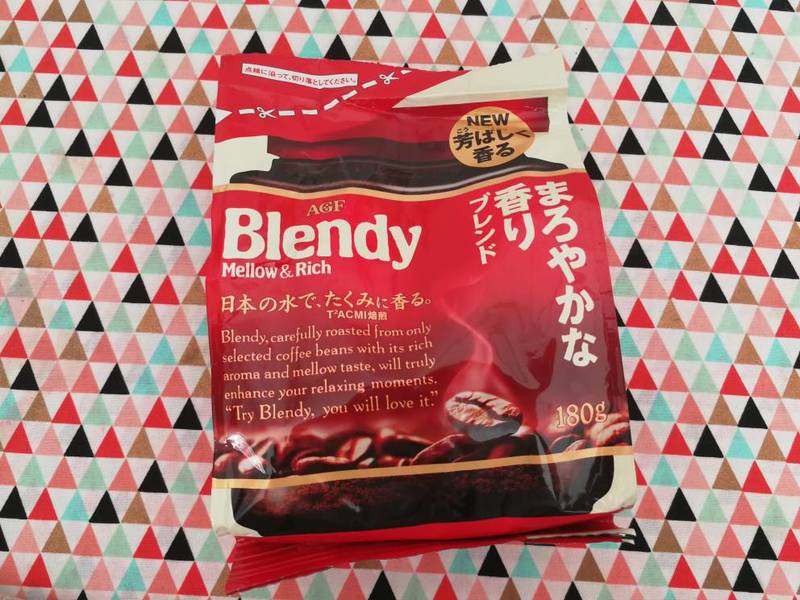 点線に沿って、切り落としてください。
NEW
こう
芳ばしく
香る
AGF
Blendy
Mellow & Rich
まろやかな
香り
ブレンド
日本の水で、たくみに香る。
T²ACMI焙煎
Blendy, carefully roasted from only
selected coffee beans with its rich
aroma and mellow taste, will truly
enhance your relaxing moments.
“Try Blendy, you will love it.”
180g